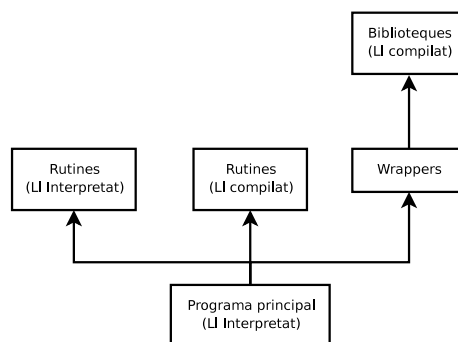 Biblioteques
(Ll compilat)
Rutines
(Ll Interpretat)
Rutines
(Ll compilat)
Wrappers
Programa principal
(Ll Interpretat)